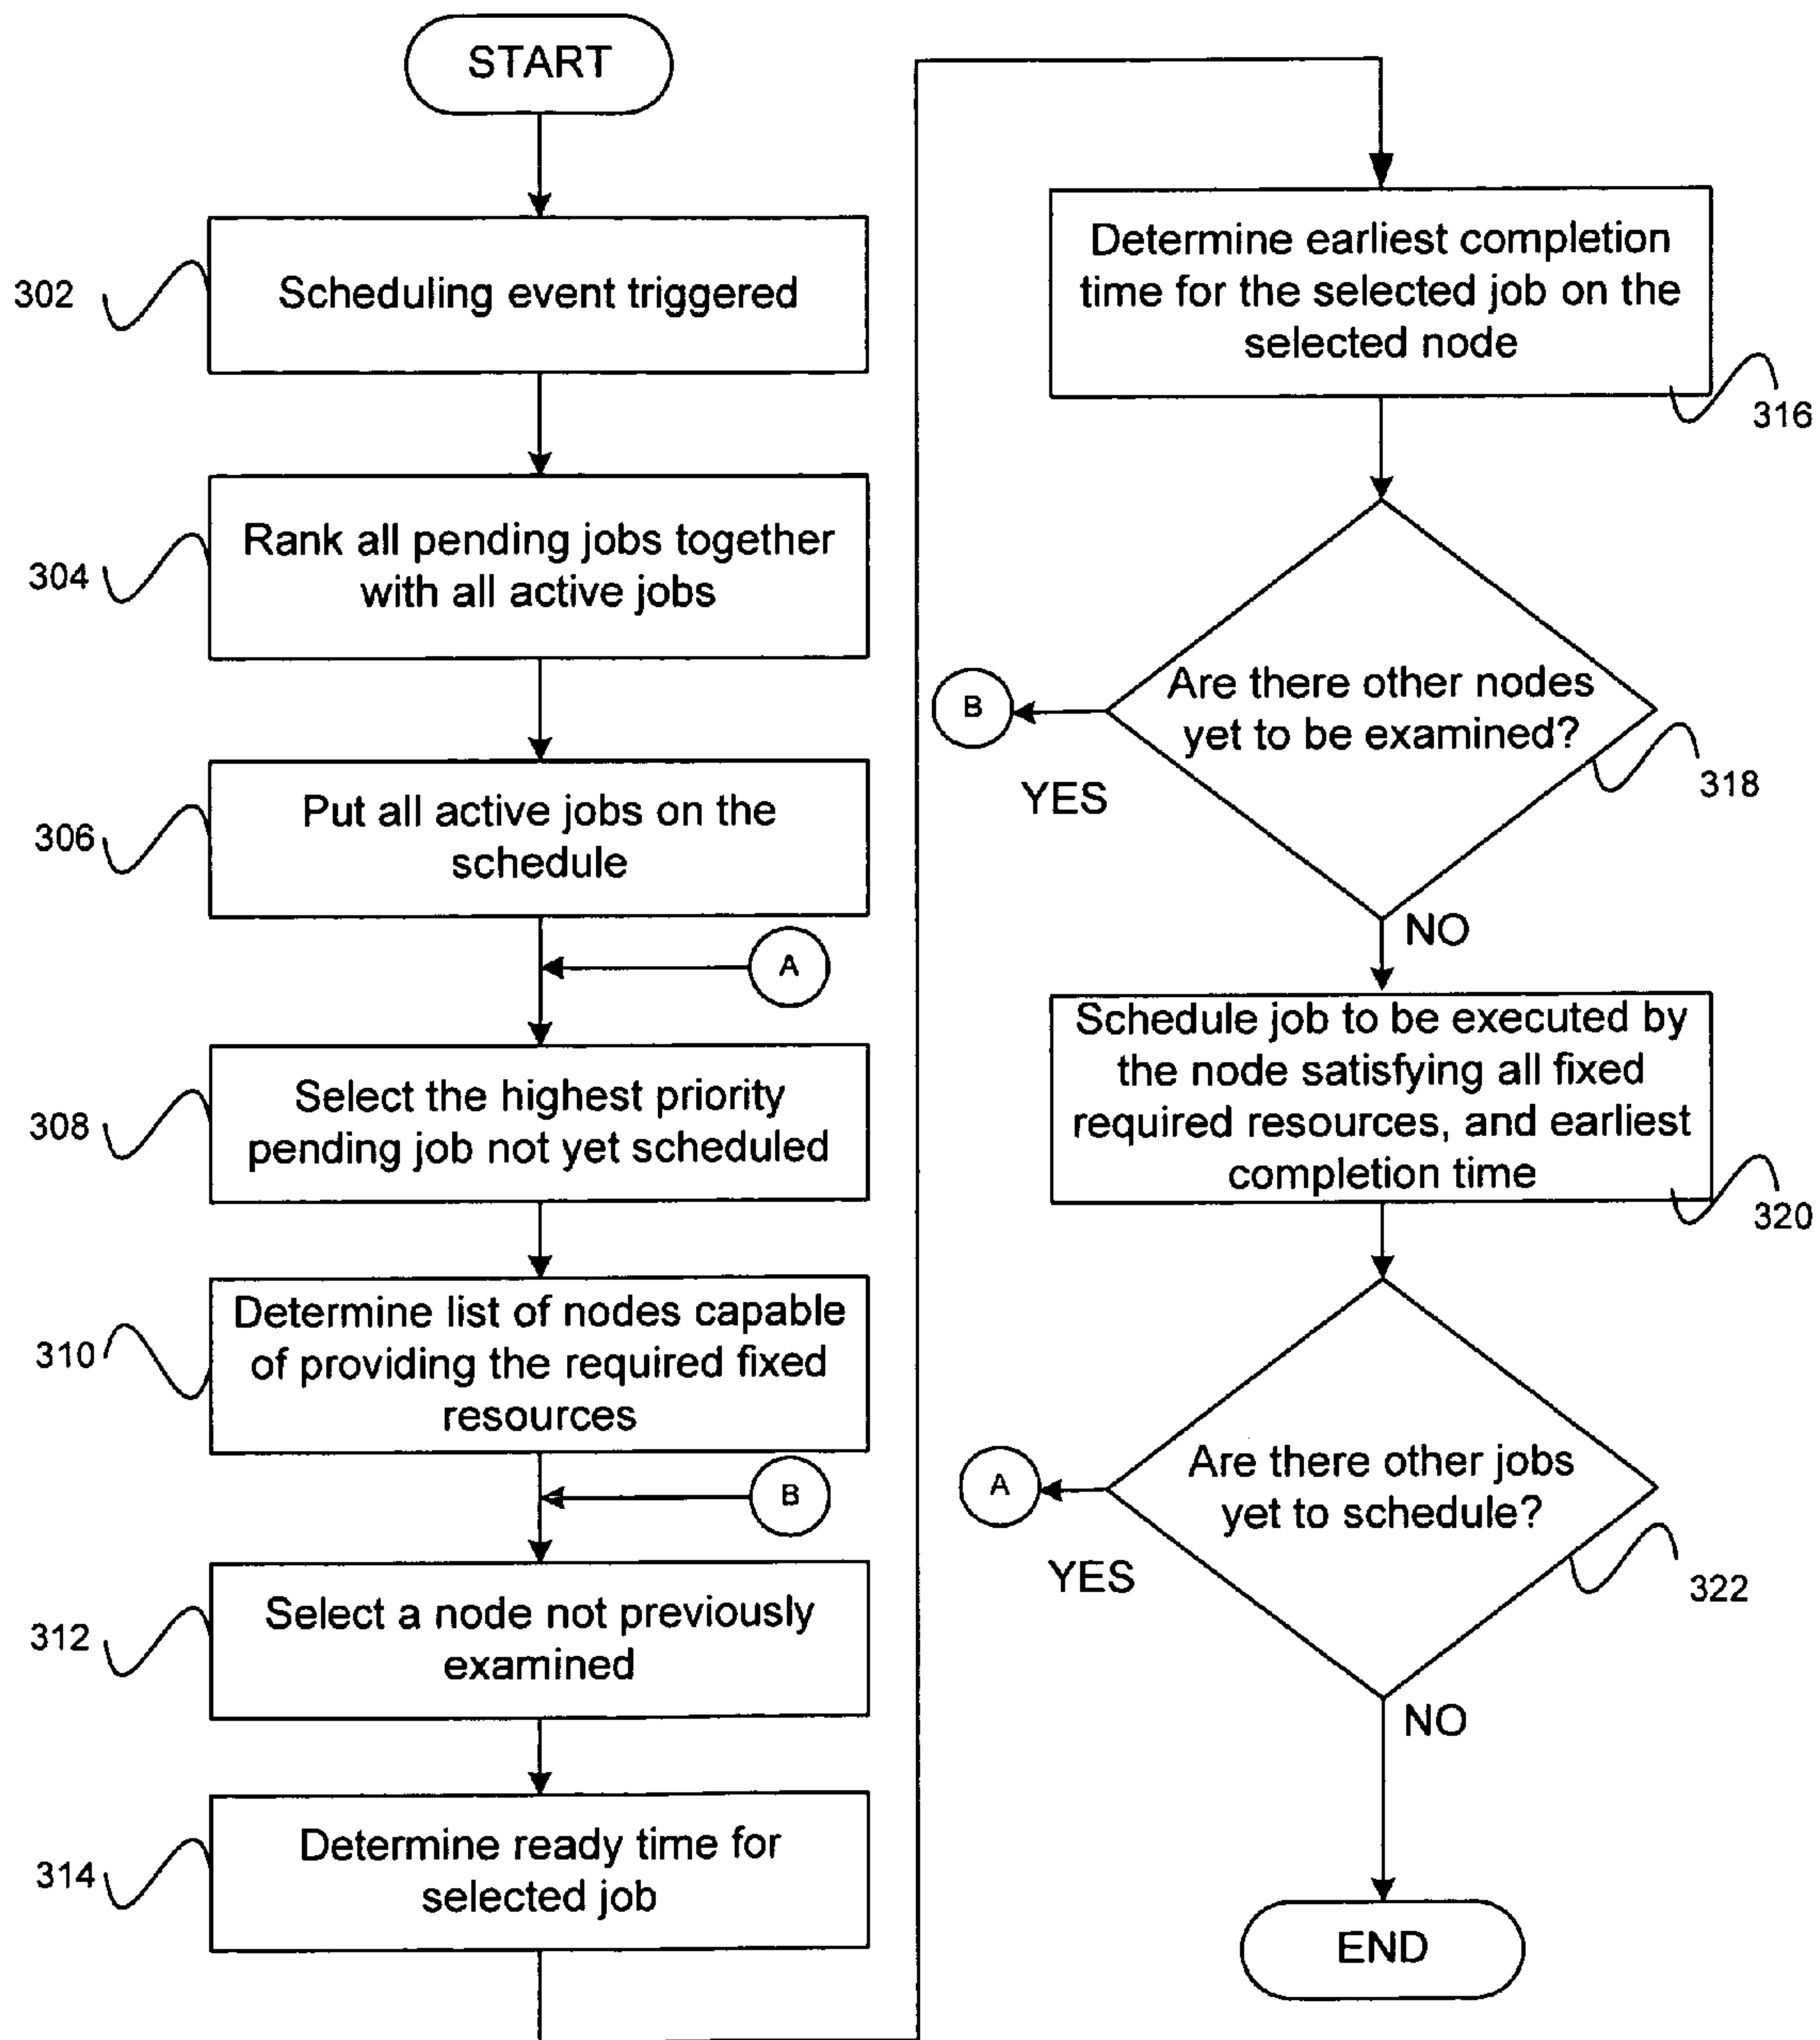 START
302
Scheduling event triggered
304
Rank all pending jobs together
with all active jobs
306
Put all active jobs on the
schedule
A
308
Select the highest priority
pending job not yet scheduled
310
Determine list of nodes capable
of providing the required fixed
resources
B
312
Select a node not previously
examined
314
Determine ready time for
selected job
Determine earliest completion
time for the selected job on the
selected node
316
Are there other nodes
yet to be examined?
318
B
YES
NO
Schedule job to be executed by
the node satisfying all fixed
required resources, and earliest
completion time
320
Are there other jobs
yet to schedule?
322
A
YES
NO
END